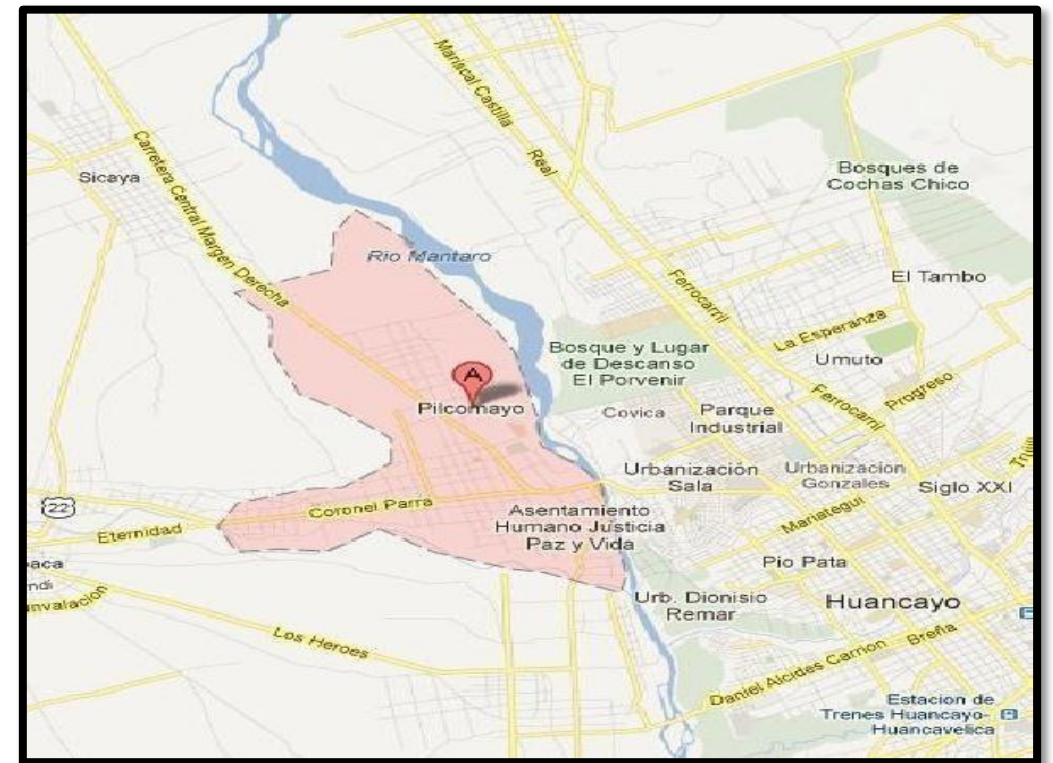 Mariscal Castilla
Real
Carretera Central Margen Derecha
Sicaya
Bosques de
Cochas Chico
Rio Mantaro
Ferrocarril
El Tambo
La Esperanza
Bosque y Lugar
de Descanso
El Porvenir
Umuto
Progreso
Ferrocarril
A
Pilcomayo
Covica
Parque
Industrial
Urbanización
Sala
Urbanizacion
Gonzales
Siglo XXI
22
Coronel Parra
Eternidad
Asentamiento
Humano Justicia
Paz y Vida
Mariategui
Pio Pata
Urb. Dionisio
Remar
Huancayo
Los Heroes
Breña
Daniel Alcides Carrion
Estacion de
Trenes Huancayo-
Huancavelica